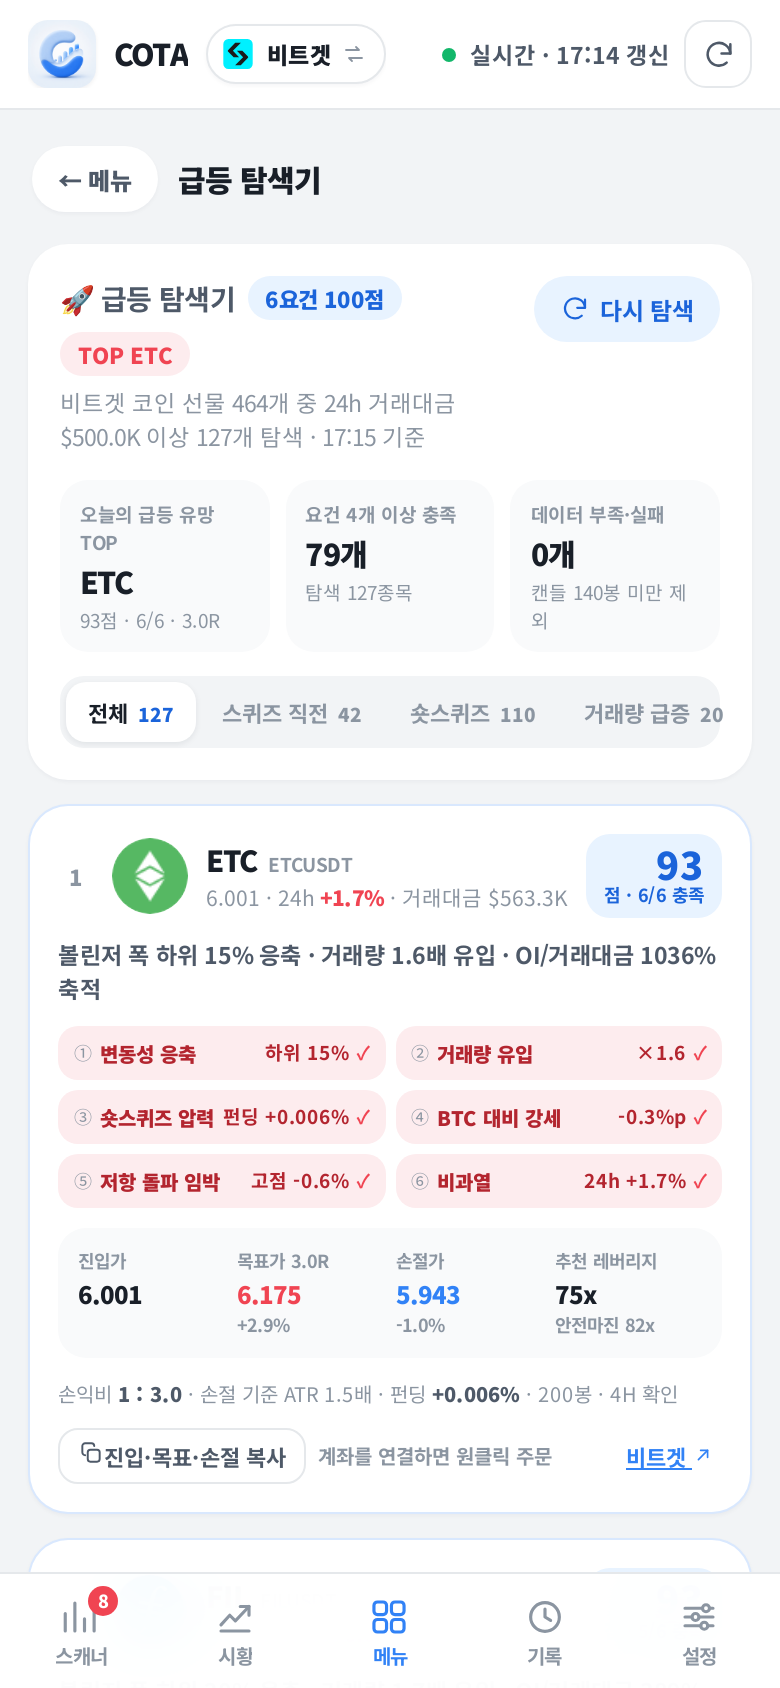 COTA
비트겟
실시간 · 17:14 갱신
← 메뉴
급등 탐색기
🚀 급등 탐색기 6요건 100점
다시 탐색
TOP ETC
비트겟 코인 선물 464개 중 24h 거래대금
$500.0K 이상 127개 탐색 · 17:15 기준
오늘의 급등 유망
TOP
ETC
93점 · 6/6 · 3.0R
요건 4개 이상 충족
79개
탐색 127종목
데이터 부족·실패
0개
캔들 140봉 미만 제
외
전체 127 스퀴즈 직전 42 숏스퀴즈 110 거래량 급증 20
1
ETC ETCUSDT
6.001 · 24h +1.7% · 거래대금 $563.3K
93
점 · 6/6 충족
볼린저 폭 하위 15% 응축 · 거래량 1.6배 유입 · OI/거래대금 1036%
축적
① 변동성 응축 하위 15% ✓
② 거래량 유입 ×1.6 ✓
③ 숏스퀴즈 압력 펀딩 +0.006% ✓
④ BTC 대비 강세 -0.3%p ✓
⑤ 저항 돌파 임박 고점 -0.6% ✓
⑥ 비과열 24h +1.7% ✓
진입가
6.001
목표가 3.0R
6.175
+2.9%
손절가
5.943
-1.0%
추천 레버리지
75x
안전마진 82x
손익비 1 : 3.0 · 손절 기준 ATR 1.5배 · 펀딩 +0.006% · 200봉 · 4H 확인
진입·목표·손절 복사
계좌를 연결하면 원클릭 주문
비트겟 ↗
8
스캐너
시황
메뉴
기록
설정